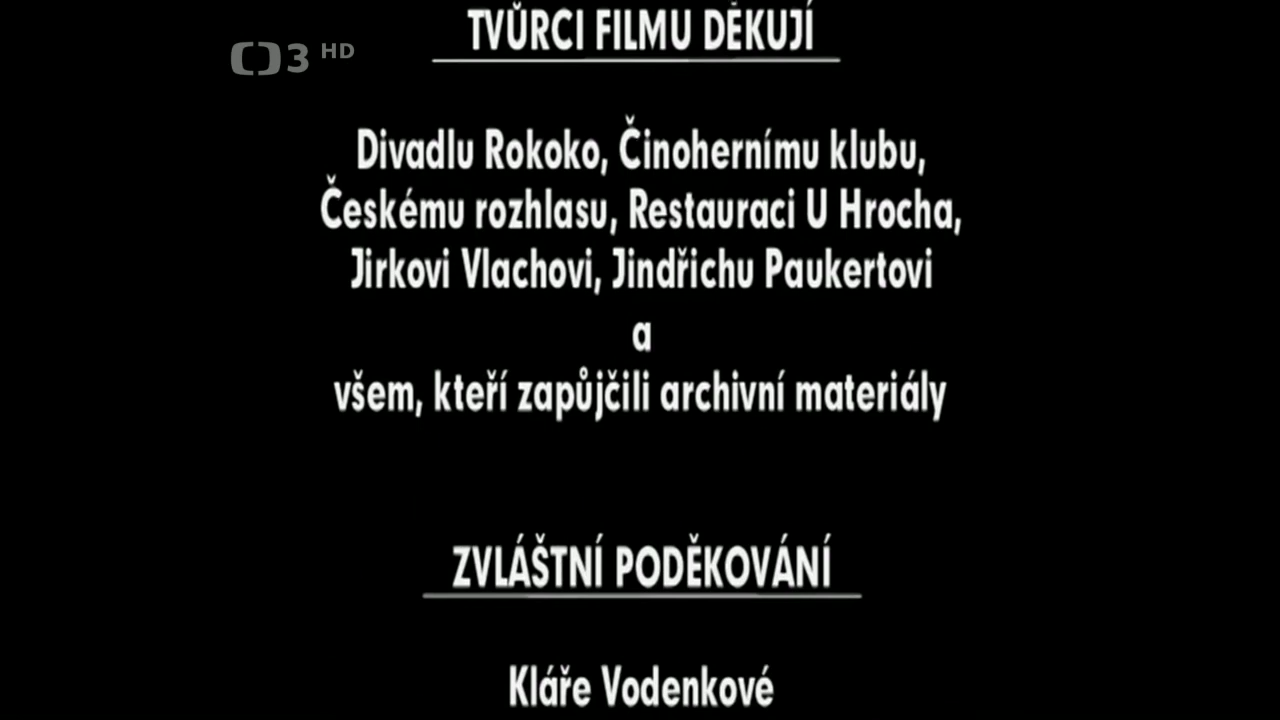 TVŮRCI FILMU DĚKUJÍ
3 HD
Divadlu Rokoko, Činohernímu klubu,
Českému rozhlasu, Restauraci U Hrocha,
Jirkovi Vlachovi, Jindřichu Paukertovi
a
všem, kteří zapůjčili archivní materiály
ZVLÁŠTNÍ PODĚKOVÁNÍ
Kláře Vodenkové